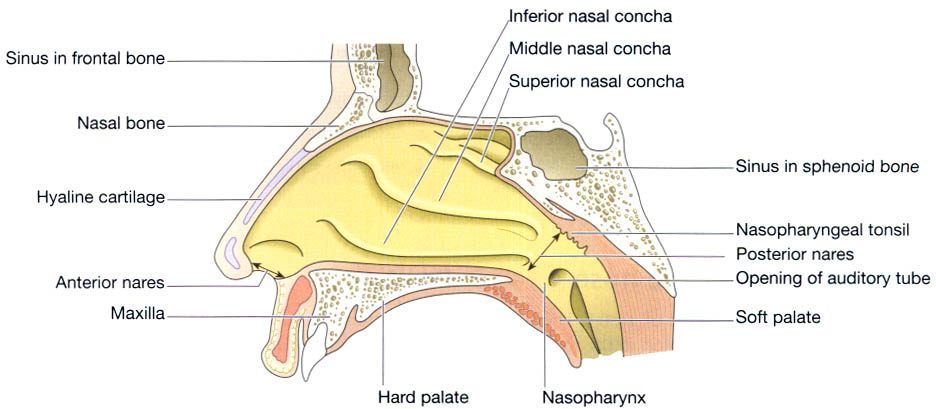 Inferior nasal concha
Middle nasal concha
Superior nasal concha
Sinus in frontal bone
Nasal bone
Hyaline cartilage
Anterior nares
Maxilla
Sinus in sphenoid bone
Nasopharyngeal tonsil
Posterior nares
Opening of auditory tube
Soft palate
Hard palate
Nasopharynx